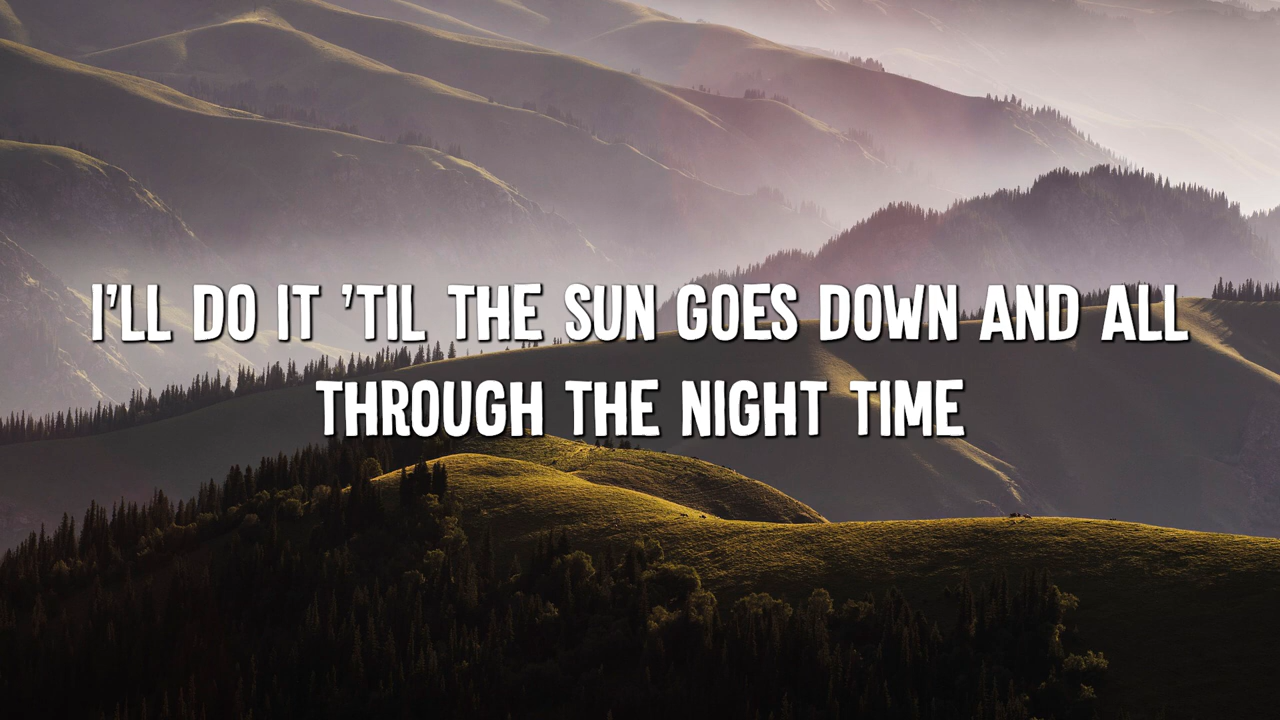 I'LL DO IT 'TIL THE SUN GOES DOWN AND ALL
THROUGH THE NIGHT TIME